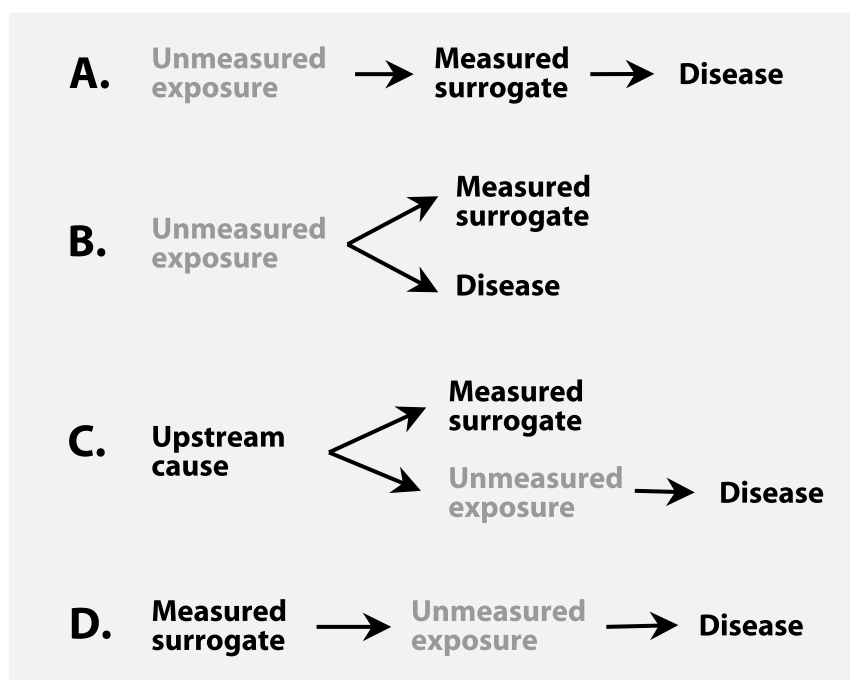 A. Unmeasured exposure Measured surrogate Disease
B. Unmeasured exposure Measured surrogate
Disease
C. Upstream cause Measured surrogate
Unmeasured exposure Disease
D. Measured surrogate Unmeasured exposure Disease